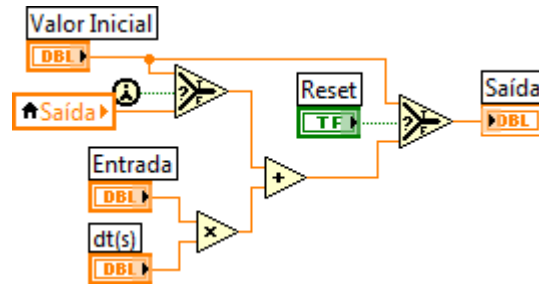 Valor Inicial
DBL
?
T
F
Saída
Reset
TF
?
T
F
Saída
DBL
Entrada
DBL
+
×
dt(s)
DBL